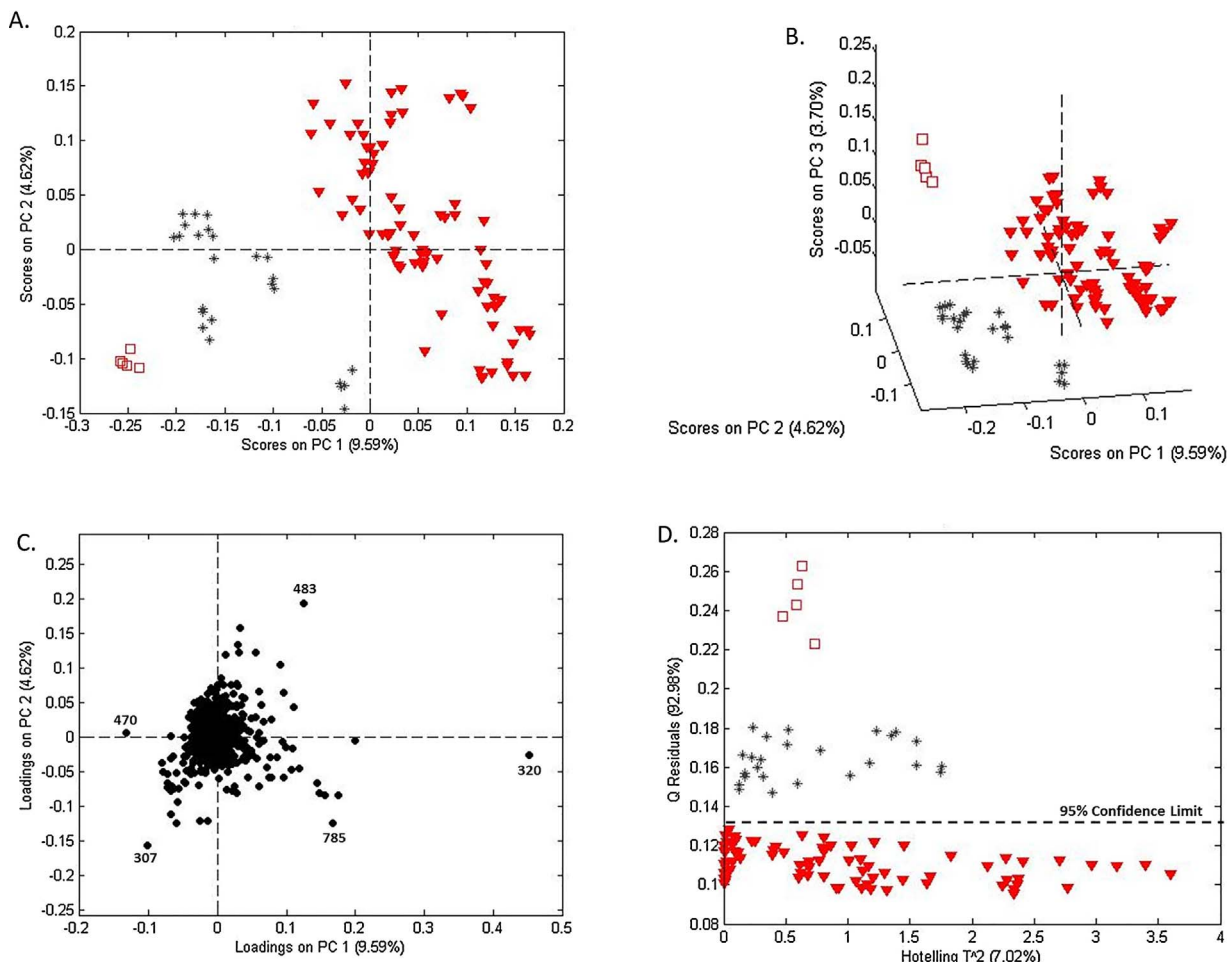 A.
0.2
0.15
0.1
0.05
0
-0.05
-0.1
-0.15
Scores on PC 2 (4.62%)
-0.3 -0.25 -0.2 -0.15 -0.1 -0.05 0 0.05 0.1 0.15 0.2
Scores on PC 1 (9.59%)
B.
0.25
0.2
0.15
0.1
0.05
0
-0.05
Scores on PC 3 (3.70%)
0.1
0
-0.1
-0.2 -0.1 0 0.1
Scores on PC 2 (4.62%)
Scores on PC 1 (9.59%)
C.
0.25
0.2
0.15
0.1
0.05
0
-0.05
-0.1
-0.15
-0.2
-0.25
Loadings on PC 2 (4.62%)
483
470
320
785
307
-0.2 -0.1 0 0.1 0.2 0.3 0.4 0.5
Loadings on PC 1 (9.59%)
D.
0.28
0.26
0.24
0.22
0.2
0.18
0.16
0.14
0.12
0.1
0.08
Q Residuals (92.98%)
95% Confidence Limit
0 0.5 1 1.5 2 2.5 3 3.5 4
Hotelling T^2 (7.02%)